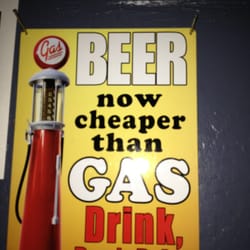 Gas
BEER
now
cheaper
than
GAS
Drink,